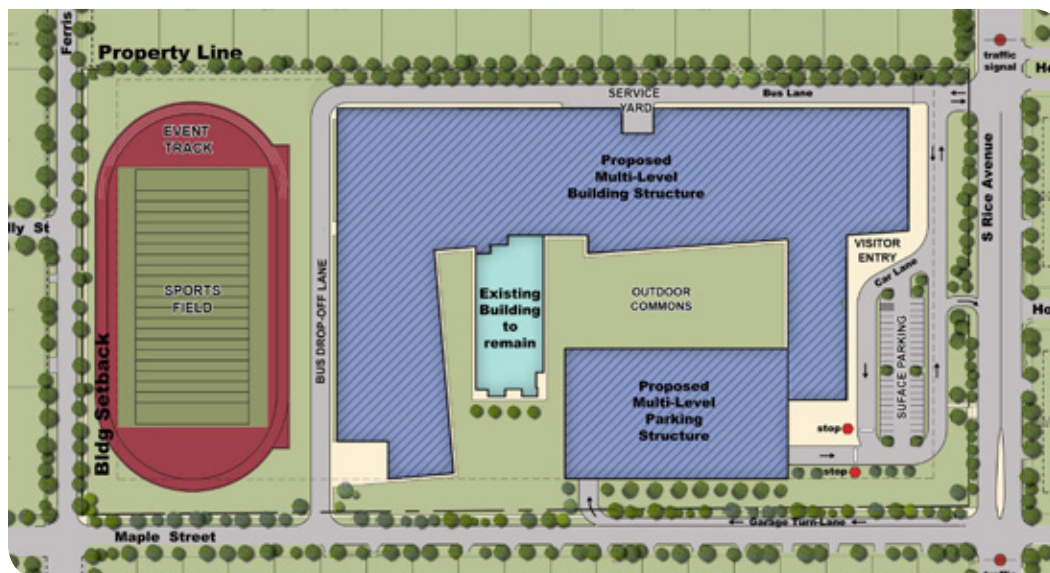 Ferris
Property Line
traffic
signal
Ho
SERVICE
YARD
Bus Lane
EVENT
TRACK
Proposed
Multi-Level
Building Structure
S Rice Avenue
lly St
VISITOR
ENTRY
Car Lane
SPORTS
FIELD
BUS DROP-OFF LANE
Existing
Building
to
remain
OUTDOOR
COMMONS
Ho
SUFACE PARKING
Bldg Setback
Proposed
Multi-Level
Parking
Structure
stop
stop
Garage Turn-Lane
Maple Street